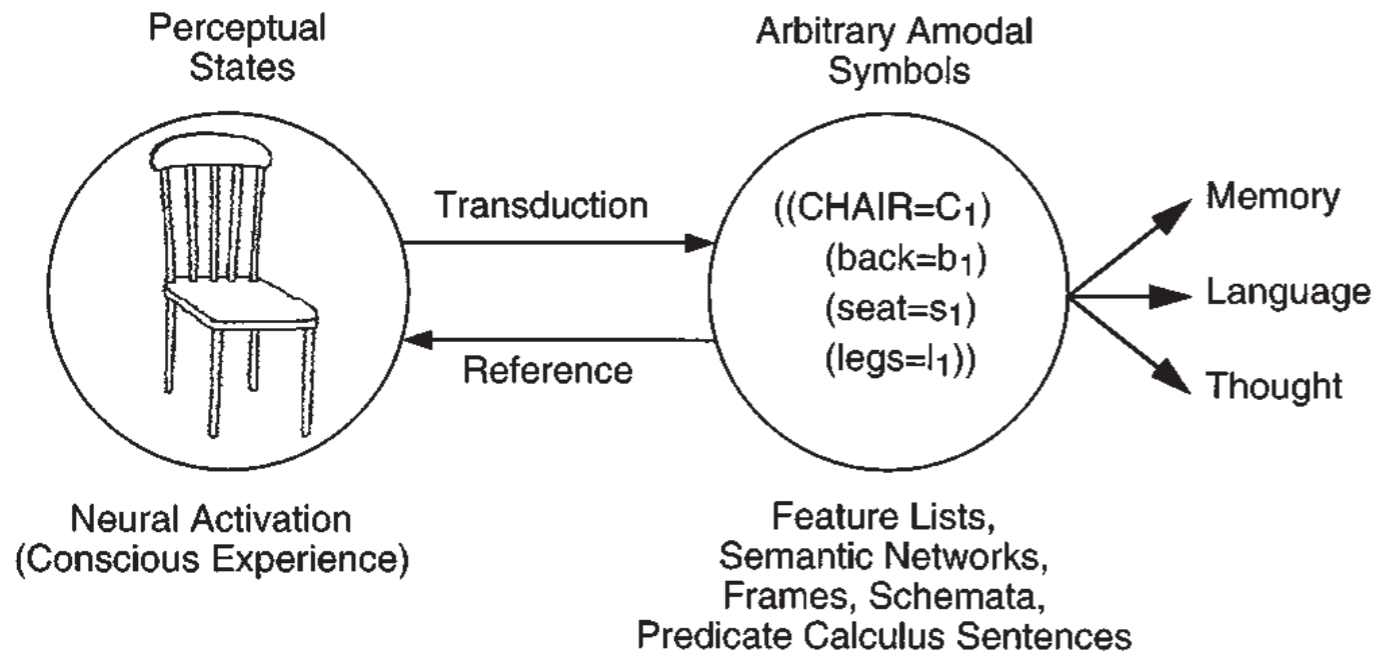 Perceptual
States
Neural Activation
(Conscious Experience)
Transduction
Reference
Arbitrary Amodal
Symbols
((CHAIR=C₁)
(back=b₁)
(seat=s₁)
(legs=l₁))
Feature Lists,
Semantic Networks,
Frames, Schemata,
Predicate Calculus Sentences
Memory
Language
Thought